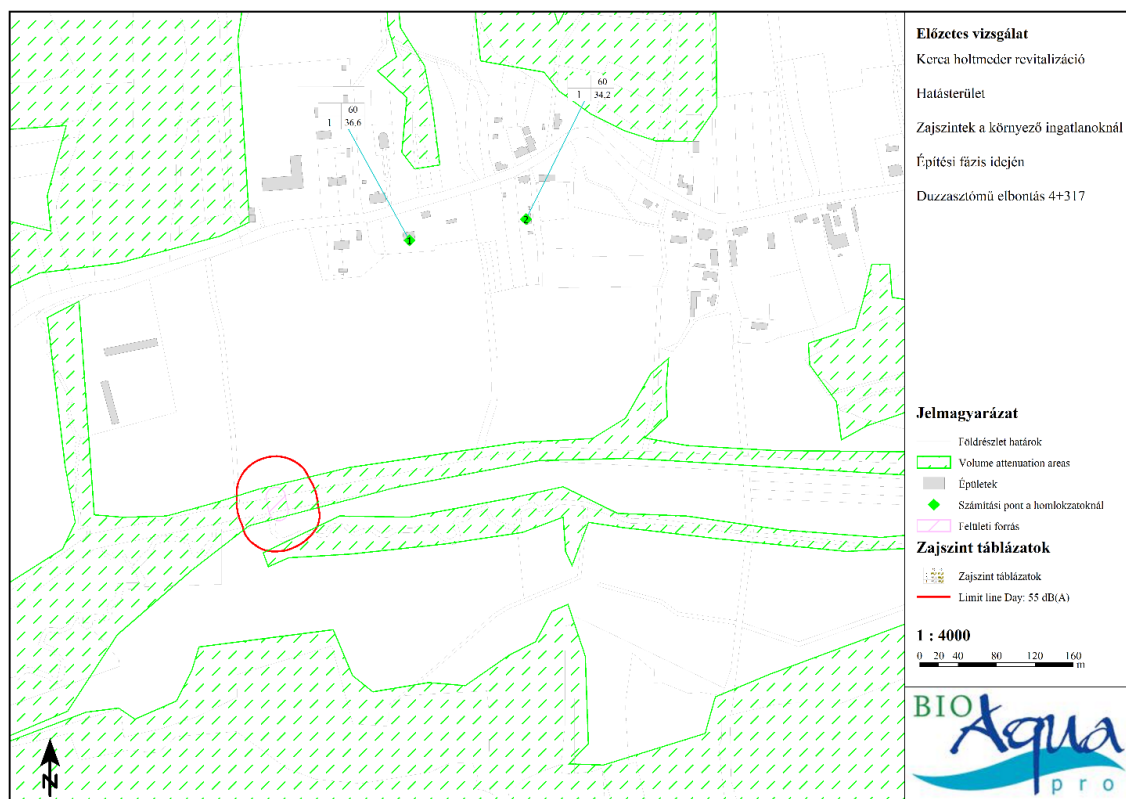 60
1 36,6
60
1 34,2
1
2
N
Előzetes vizsgálat
Kerca holtmeder revitalizáció
Hatásterület
Zajszintek a környező ingatlanoknál
Építési fázis idején
Duzzasztómű elbontás 4+317
Jelmagyarázat
Földrészlet határok
Volume attenuation areas
Épületek
Számítási pont a homlokzatoknál
Felületi forrás
Zajszint táblázatok
Zajszint táblázatok
Limit line Day: 55 dB(A)
1 : 4000
0 20 40 80 120 160
m
BIO
Aqua
pro